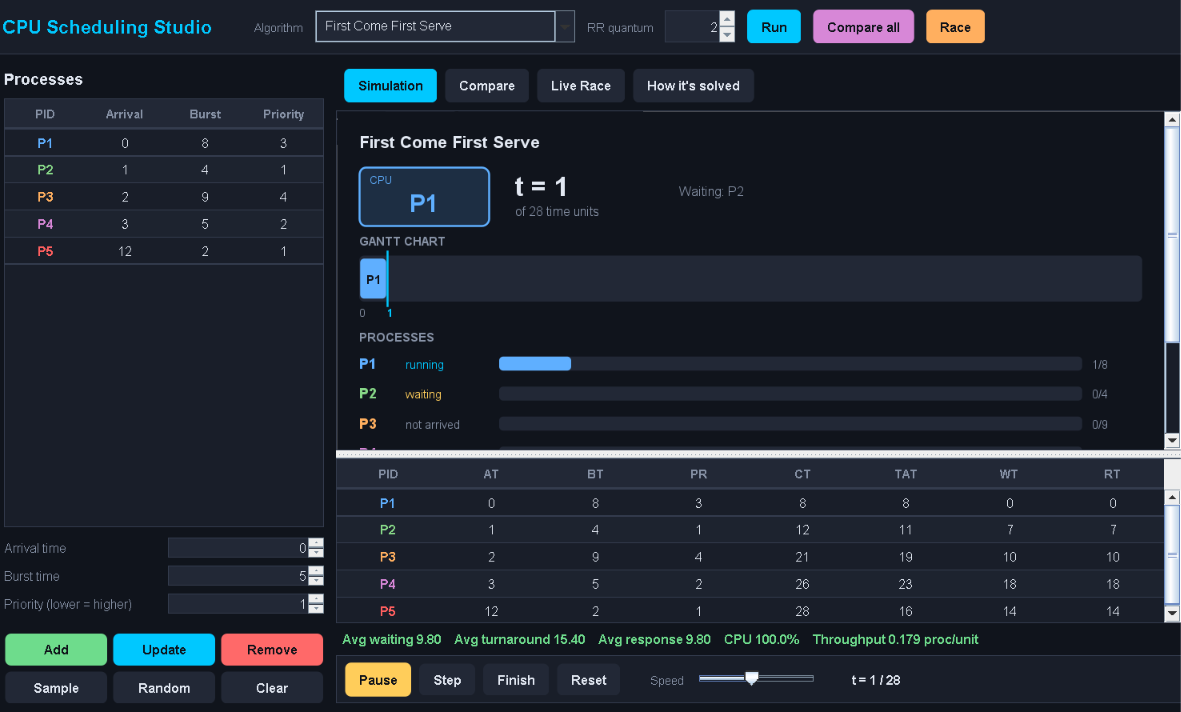 CPU Scheduling Studio Algorithm First Come First Serve RR quantum 2 Run Compare all Race
Processes
PID Arrival Burst Priority
P1 0 8 3
P2 1 4 1
P3 2 9 4
P4 3 5 2
P5 12 2 1
Arrival time 0
Burst time 5
Priority (lower = higher) 1
Add Update Remove
Sample Random Clear
Simulation Compare Live Race How it's solved
First Come First Serve
CPU
P1
t = 1
of 28 time units
Waiting: P2
GANTT CHART
P1
0 1
PROCESSES
P1 running 1/8
P2 waiting 0/4
P3 not arrived 0/9
PID AT BT PR CT TAT WT RT
P1 0 8 3 8 8 0 0
P2 1 4 1 12 11 7 7
P3 2 9 4 21 19 10 10
P4 3 5 2 26 23 18 18
P5 12 2 1 28 16 14 14
Avg waiting 9.80 Avg turnaround 15.40 Avg response 9.80 CPU 100.0% Throughput 0.179 proc/unit
Pause Step Finish Reset Speed t = 1 / 28